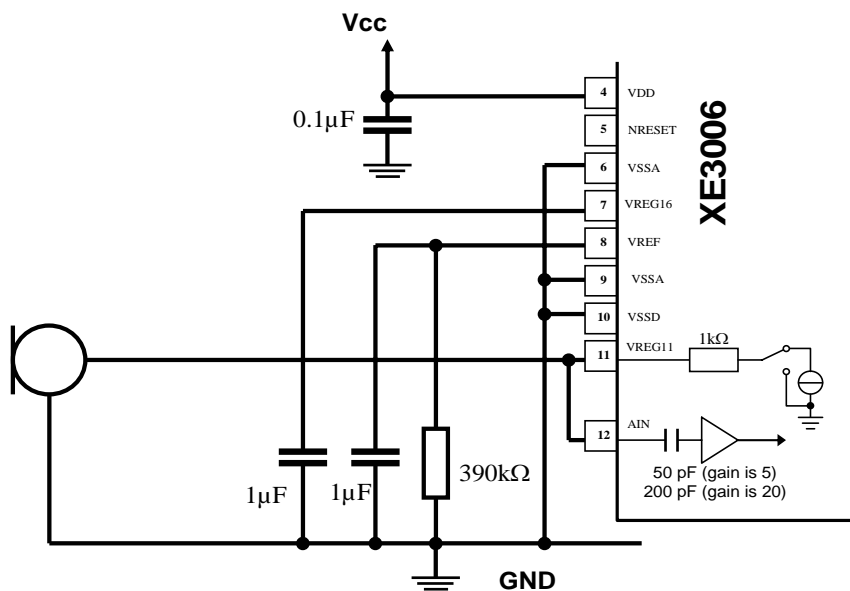 Vcc
0.1µF
4 VDD
5 NRESET
6 VSSA
7 VREG16
8 VREF
9 VSSA
10 VSSD
11 VREG11
12 AIN
XE3006
1kΩ
50 pF (gain is 5)
200 pF (gain is 20)
1µF
1µF
390kΩ
GND